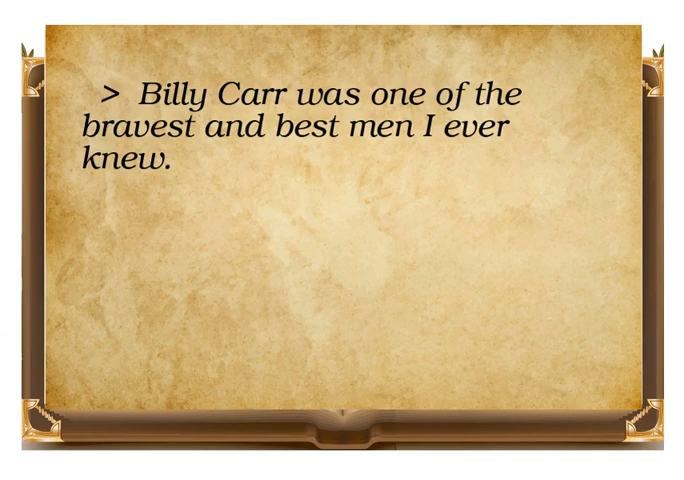 > Billy Carr was one of the
bravest and best men I ever
knew.